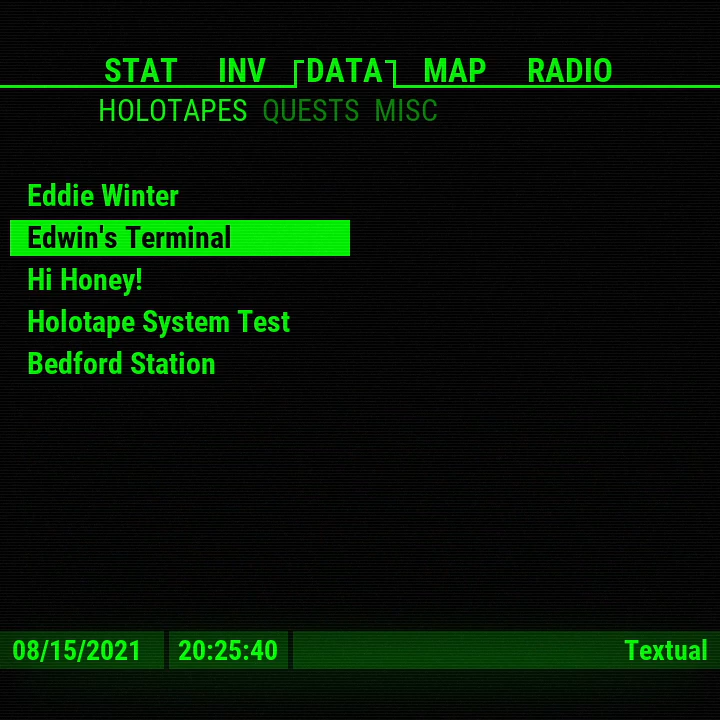 STAT INV DATA MAP RADIO
HOLOTAPES QUESTS MISC
Eddie Winter
Edwin's Terminal
Hi Honey!
Holotape System Test
Bedford Station
08/15/2021 20:25:40 Textual